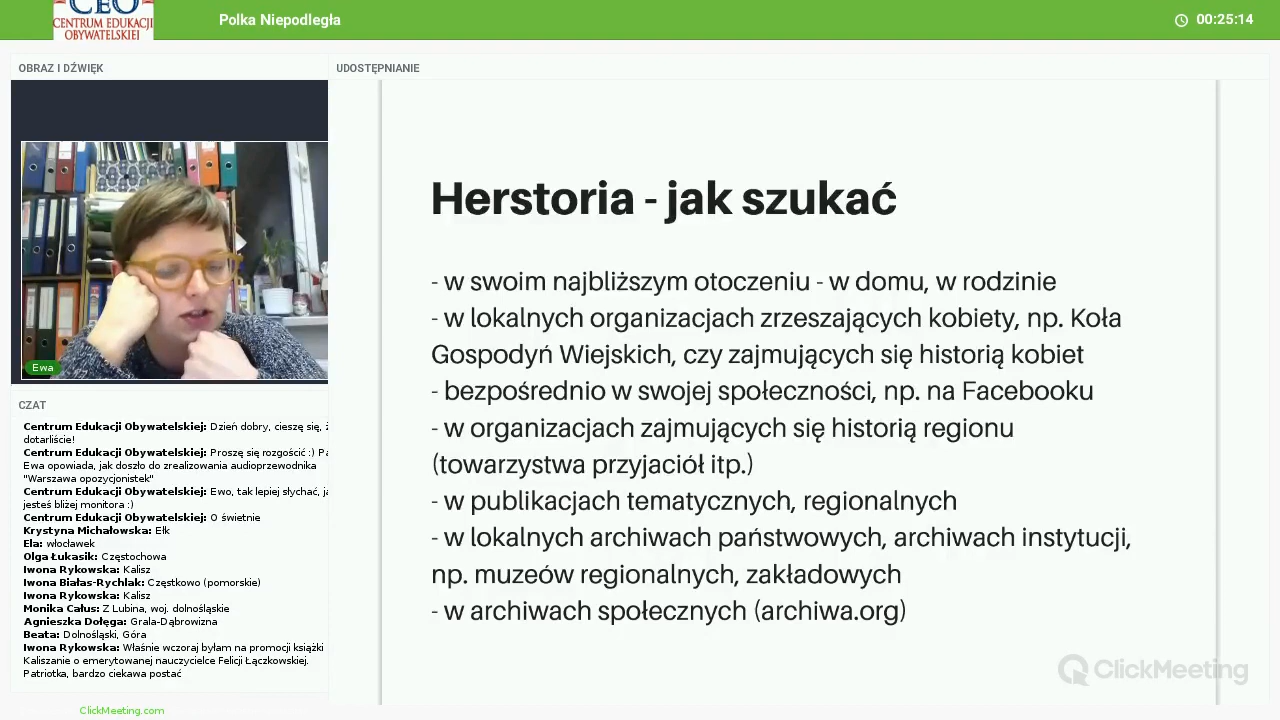 CEO
CENTRUM EDUKACJI
OBYWATELSKIEJ
Polka Niepodległa
00:25:14
OBRAZ I DŹWIĘK
UDOSTĘPNIANIE
Ewa
CZAT
Centrum Edukacji Obywatelskiej: Dzień dobry, cieszę się, ż
dotarliście!
Centrum Edukacji Obywatelskiej: Proszę się rozgościć :) Pa
Ewa opowiada, jak doszło do zrealizowania audioprzewodnika
"Warszawa opozycjonistek"
Centrum Edukacji Obywatelskiej: Ewo, tak lepiej słychać, ja
jesteś bliżej monitora :)
Centrum Edukacji Obywatelskiej: O świetnie
Krystyna Michałowska: Ełk
Ela: włocławek
Olga Łukasik: Częstochowa
Iwona Rykowska: Kalisz
Iwona Białas-Rychlak: Częstkowo (pomorskie)
Iwona Rykowska: Kalisz
Monika Całus: Z Lubina, woj. dolnośląskie
Agnieszka Dołęga: Grala-Dąbrowizna
Beata: Dolnośląski, Góra
Iwona Rykowska: Właśnie wczoraj byłam na promocji książki
Kaliszanie o emerytowanej nauczycielce Felicji Łączkowskiej.
Patriotka, bardzo ciekawa postać
ClickMeeting.com
Herstoria - jak szukać
- w swoim najbliższym otoczeniu - w domu, w rodzinie
- w lokalnych organizacjach zrzeszających kobiety, np. Koła
Gospodyń Wiejskich, czy zajmujących się historią kobiet
- bezpośrednio w swojej społeczności, np. na Facebooku
- w organizacjach zajmujących się historią regionu
(towarzystwa przyjaciół itp.)
- w publikacjach tematycznych, regionalnych
- w lokalnych archiwach państwowych, archiwach instytucji,
np. muzeów regionalnych, zakładowych
- w archiwach społecznych (archiwa.org)
ClickMeeting